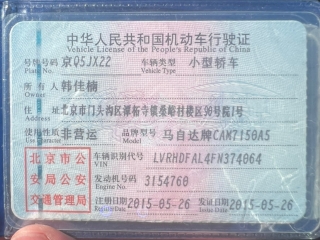 中华人民共和国机动车行驶证
Vehicle License of the People's Republic of China
号牌号码 京Q5JX22 车辆类型 小型轿车
Plate No. Vehicle Type
所有人 韩佳楠
Owner
住址 北京市门头沟区潭柘寺镇桑峪村楼区90号院1号
Address
使用性质 非营运 品牌型号 马自达牌CAM7150A5
Use Character Model
北京市公安局公安交通管理局
车辆识别代号 LVRHDFAL4FN374064
VIN
发动机号码 3154760
Engine No.
注册日期 2015-05-26 发证日期 2015-05-26
Register Date Issue Date